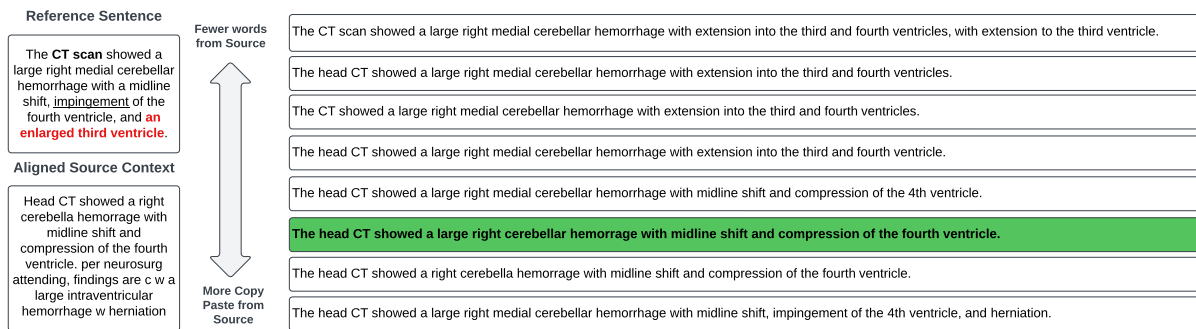 Reference Sentence
The CT scan showed a
large right medial cerebellar
hemorrhage with a midline
shift, impingement of the
fourth ventricle, and an
enlarged third ventricle.
Aligned Source Context
Head CT showed a right
cerebella hemorrage with
midline shift and
compression of the fourth
ventricle. per neurosurg
attending, findings are c w a
large intraventricular
hemorrhage w herniation
Fewer words
from Source
More Copy
Paste from
Source
The CT scan showed a large right medial cerebellar hemorrhage with extension into the third and fourth ventricles, with extension to the third ventricle.
The head CT showed a large right medial cerebellar hemorrhage with extension into the third and fourth ventricles.
The CT showed a large right medial cerebellar hemorrhage with extension into the third and fourth ventricles.
The head CT showed a large right medial cerebellar hemorrhage with extension into the third and fourth ventricle.
The head CT showed a large right medial cerebellar hemorrhage with midline shift and compression of the 4th ventricle.
The head CT showed a large right cerebellar hemorrage with midline shift and compression of the fourth ventricle.
The head CT showed a right cerebella hemorrage with midline shift and compression of the fourth ventricle.
The head CT showed a large right medial cerebellar hemorrhage with midline shift, impingement of the 4th ventricle, and herniation.